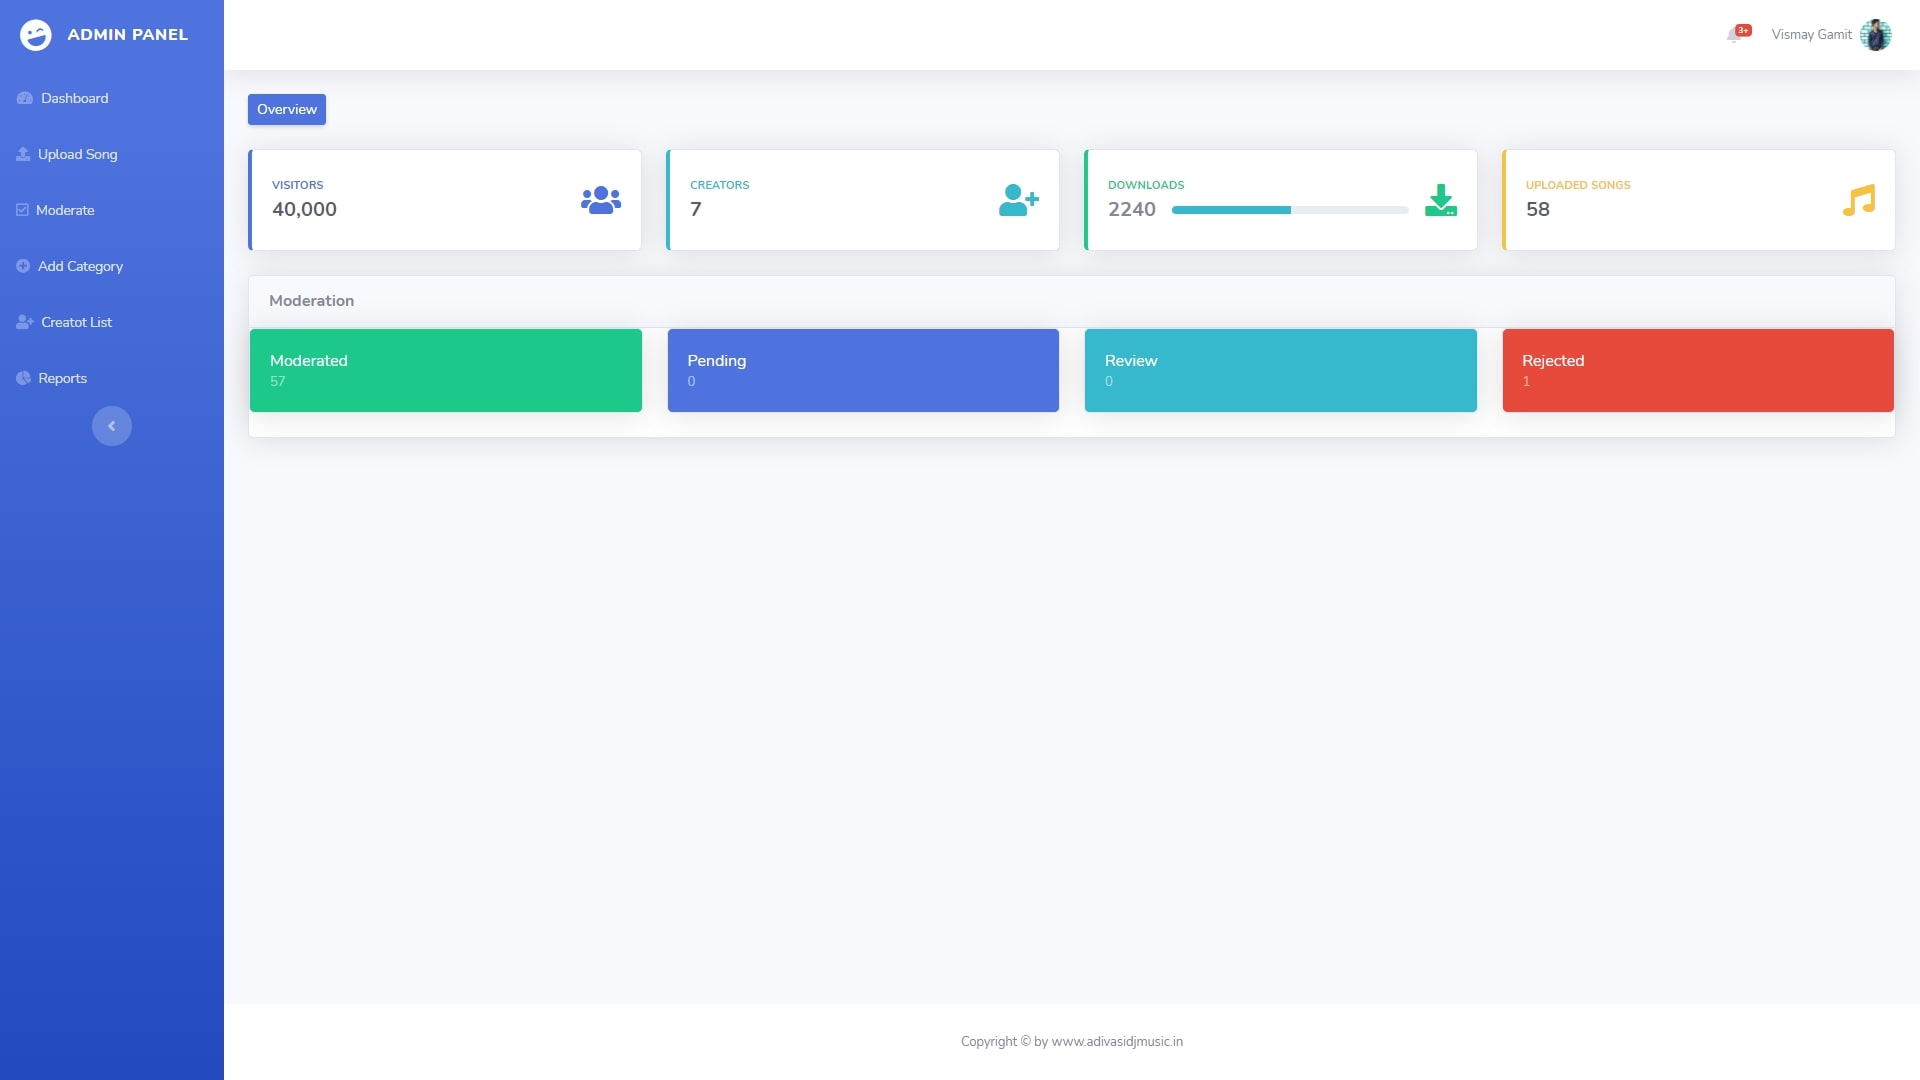 ADMIN PANEL
3+
Vismay Gamit
Dashboard
Upload Song
Moderate
Add Category
Creatot List
Reports
Overview
VISITORS
40,000
CREATORS
7
DOWNLOADS
2240
UPLOADED SONGS
58
Moderation
Moderated
57
Pending
0
Review
0
Rejected
1
Copyright © by www.adivasidjmusic.in